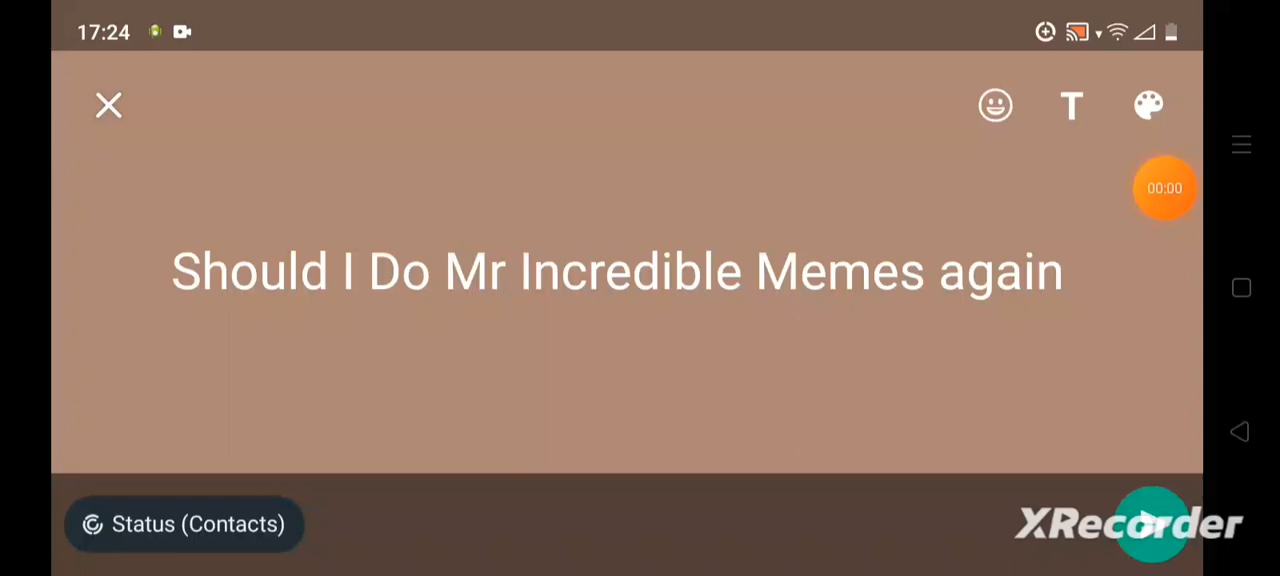 17:24
00:00
Should I Do Mr Incredible Memes again
Status (Contacts)
XRecorder